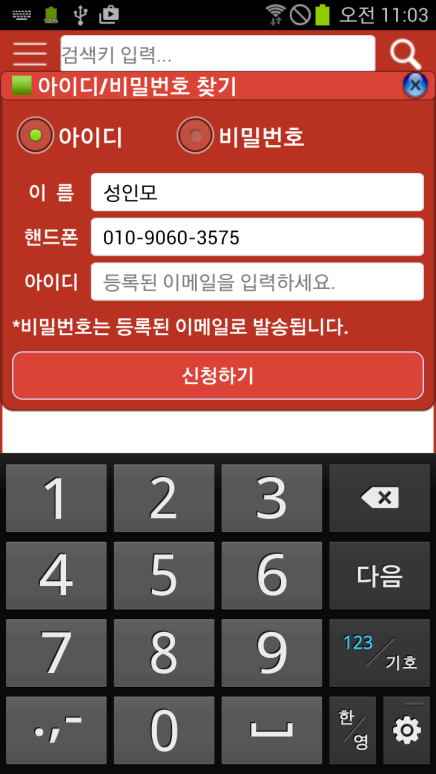 100%
오전 11:03
검색키 입력...
아이디/비밀번호 찾기
아이디 비밀번호
이 름 성인모
핸드폰 010-9060-3575
아이디 등록된 이메일을 입력하세요.
*비밀번호는 등록된 이메일로 발송됩니다.
신청하기
1 2 3
4 5 6 다음
7 8 9 123/기호
.,- 0 한/영